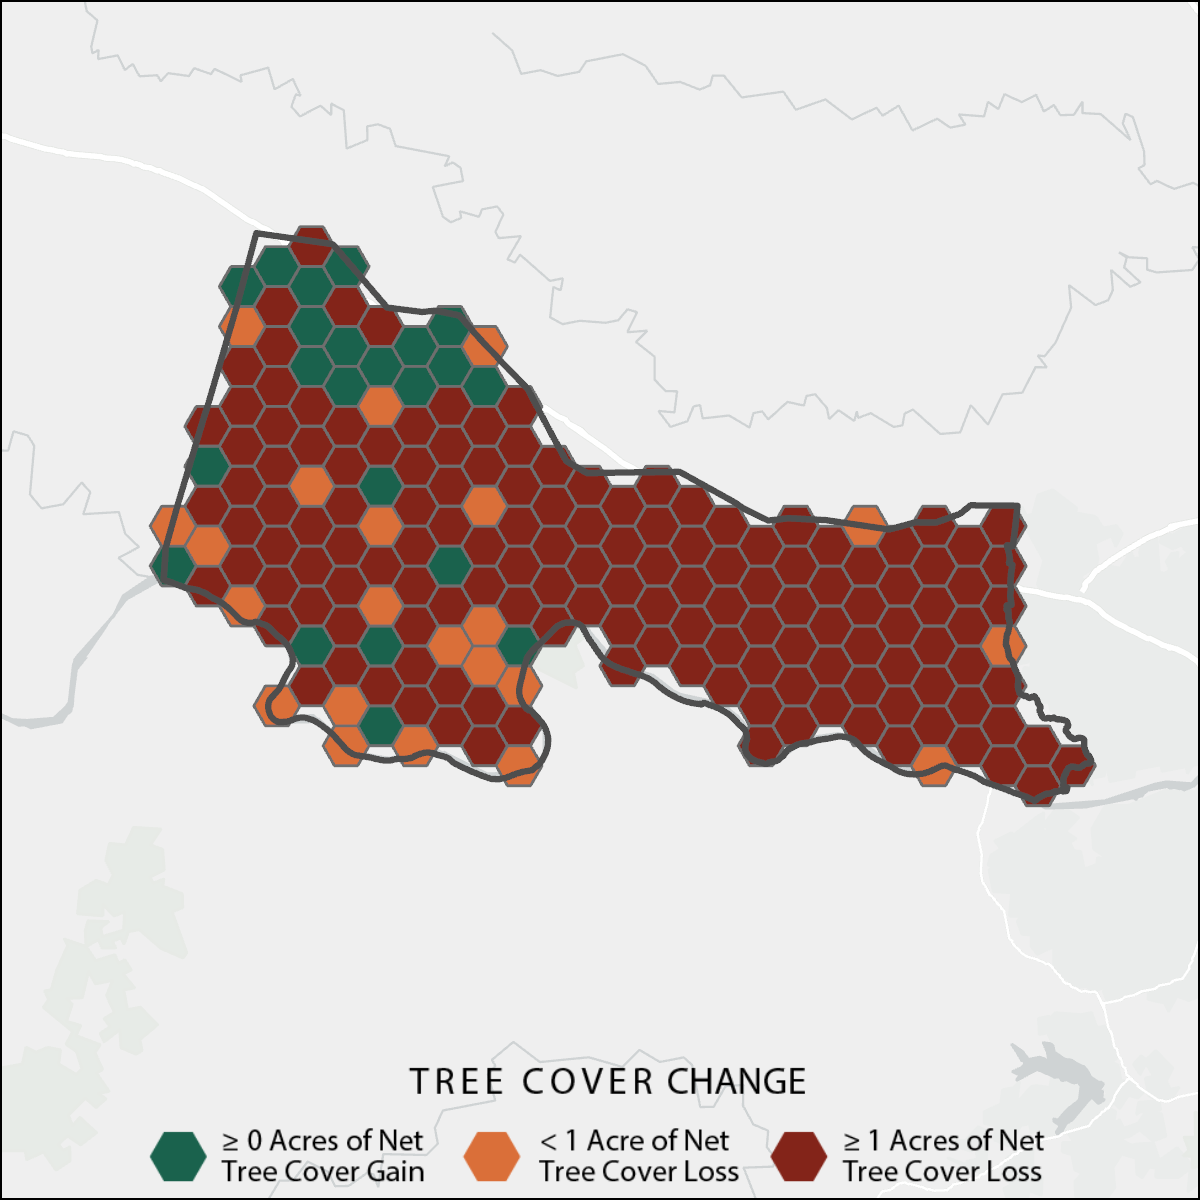 TREE COVER CHANGE
≥ 0 Acres of Net
Tree Cover Gain
< 1 Acre of Net
Tree Cover Loss
≥ 1 Acres of Net
Tree Cover Loss